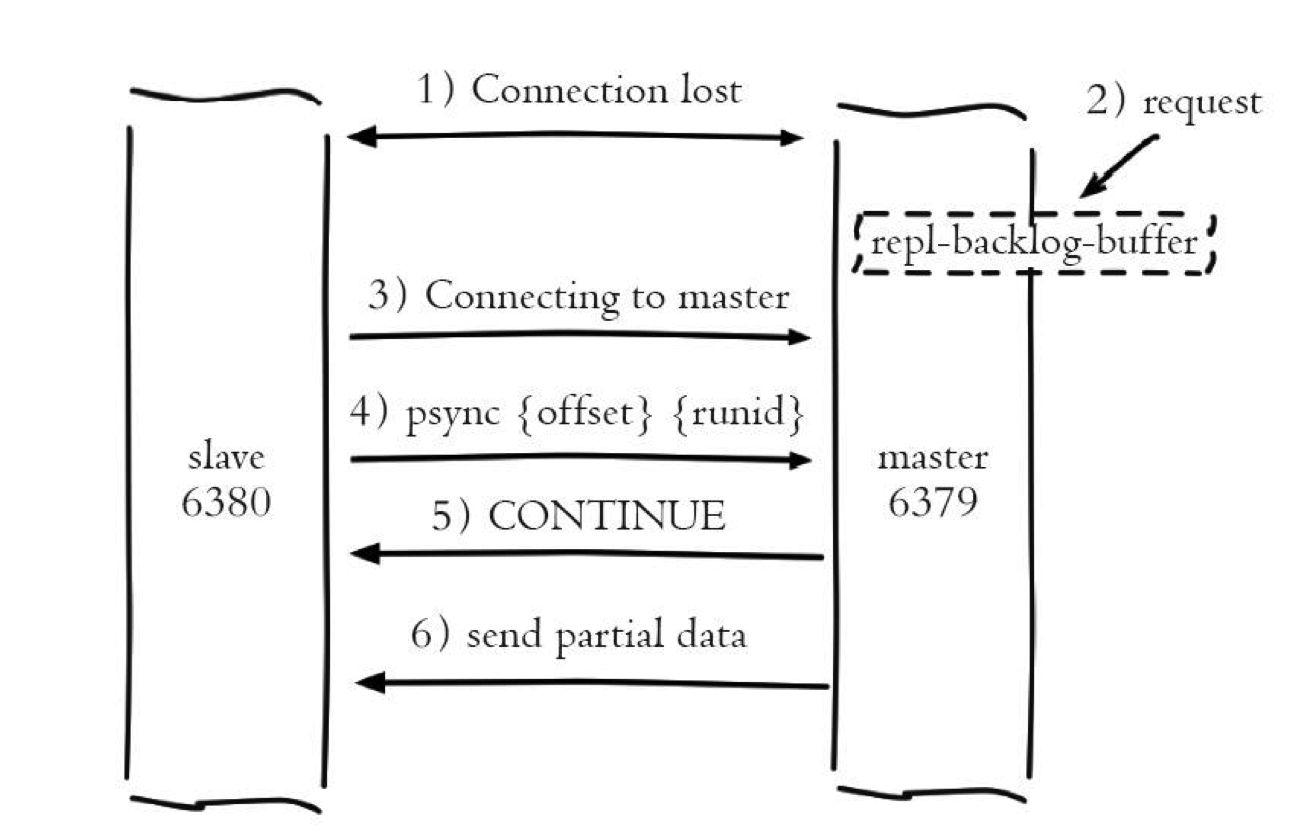 1) Connection lost
2) request
repl-backlog-buffer
3) Connecting to master
4) psync {offset} {runid}
slave
6380
master
6379
5) CONTINUE
6) send partial data